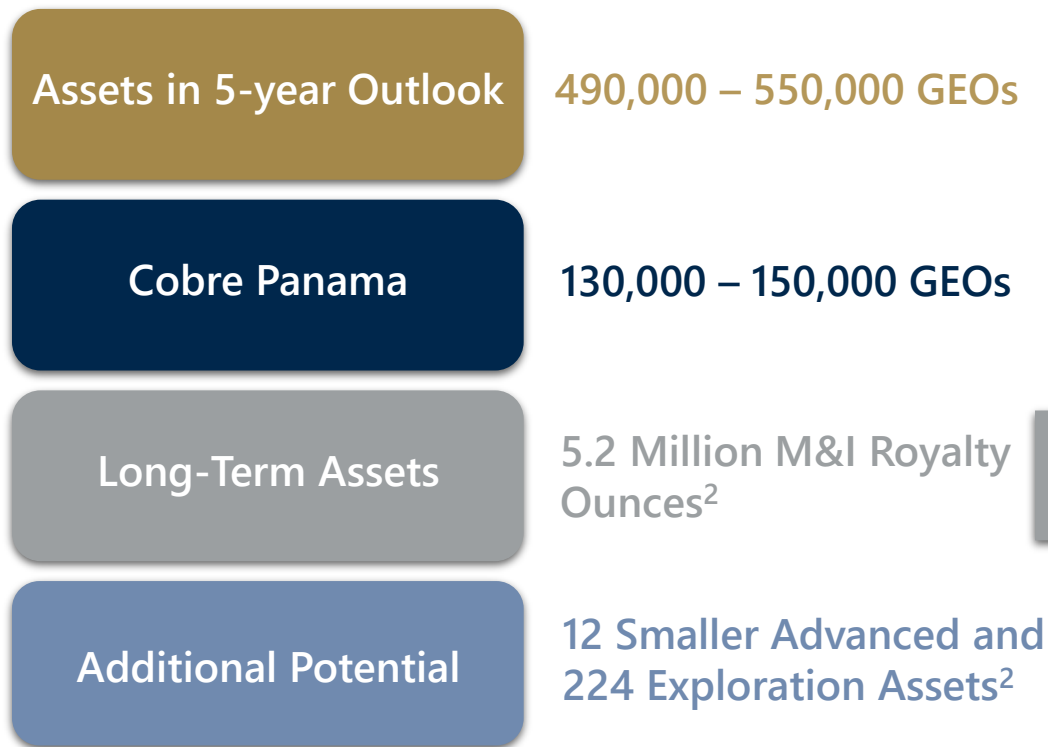 Assets in 5-year Outlook
490,000 – 550,000 GEOs
Cobre Panama
130,000 – 150,000 GEOs
Long-Term Assets
5.2 Million M&I Royalty
Ounces²
Additional Potential
12 Smaller Advanced and
224 Exploration Assets²